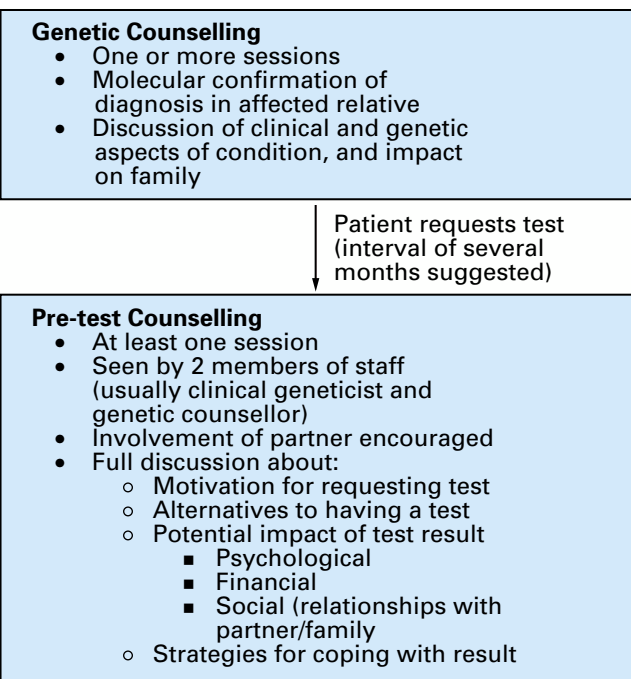 Genetic Counselling
• One or more sessions
• Molecular confirmation of
diagnosis in affected relative
• Discussion of clinical and genetic
aspects of condition, and impact
on family
Patient requests test
(interval of several
months suggested)
Pre-test Counselling
• At least one session
• Seen by 2 members of staff
(usually clinical geneticist and
genetic counsellor)
• Involvement of partner encouraged
• Full discussion about:
○ Motivation for requesting test
○ Alternatives to having a test
○ Potential impact of test result
■ Psychological
■ Financial
■ Social (relationships with
partner/family
○ Strategies for coping with result